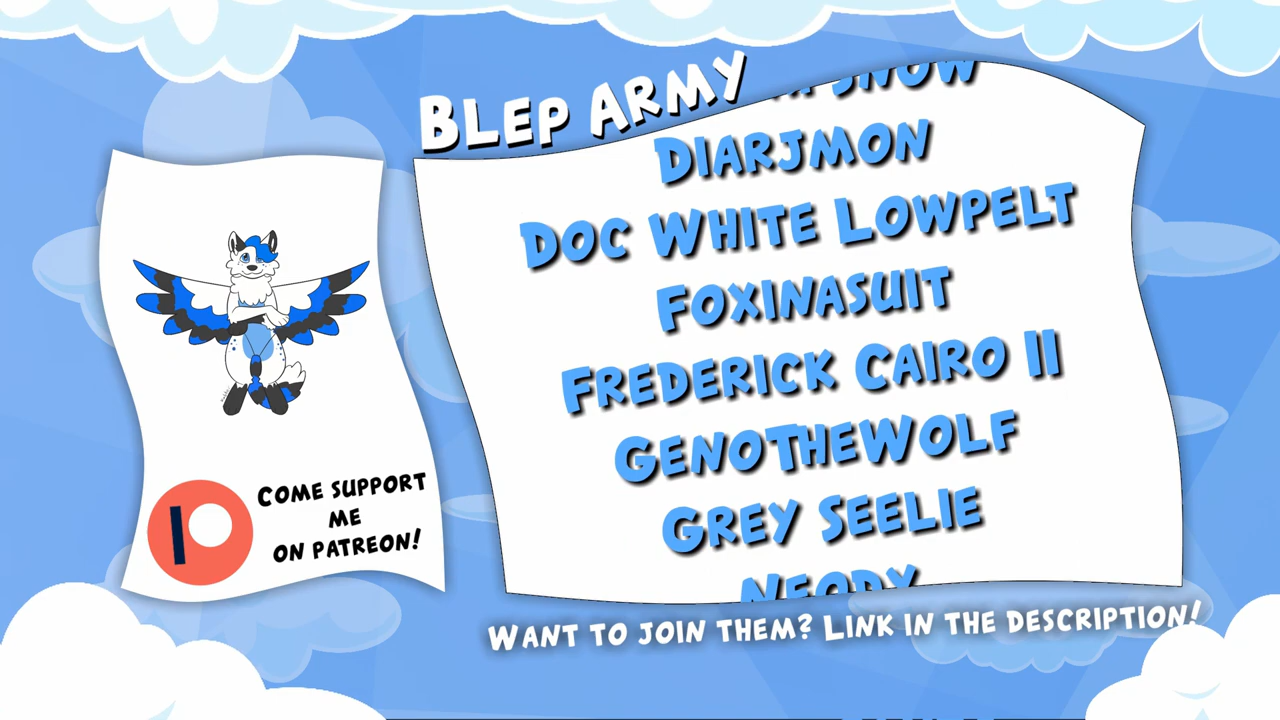 Blep Army
Snow
Diarjmon
Doc White Lowpelt
Foxinasuit
Frederick Cairo II
GenoTheWolf
Grey Seelie
Come support
me
on Patreon!
Want to join them? Link in the description!